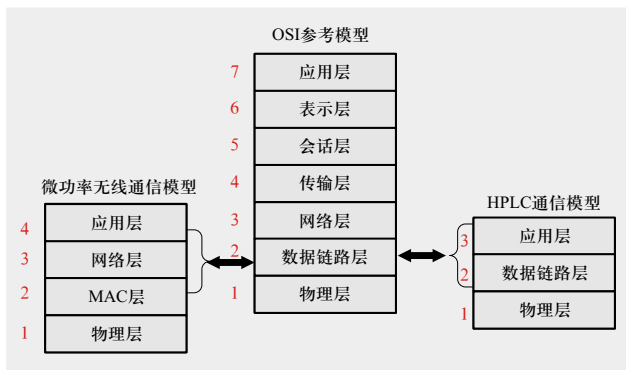 OSI参考模型
7 应用层
6 表示层
5 会话层
4 传输层
3 网络层
2 数据链路层
1 物理层
微功率无线通信模型
4 应用层
3 网络层
2 MAC层
1 物理层
HPLC通信模型
3 应用层
2 数据链路层
1 物理层